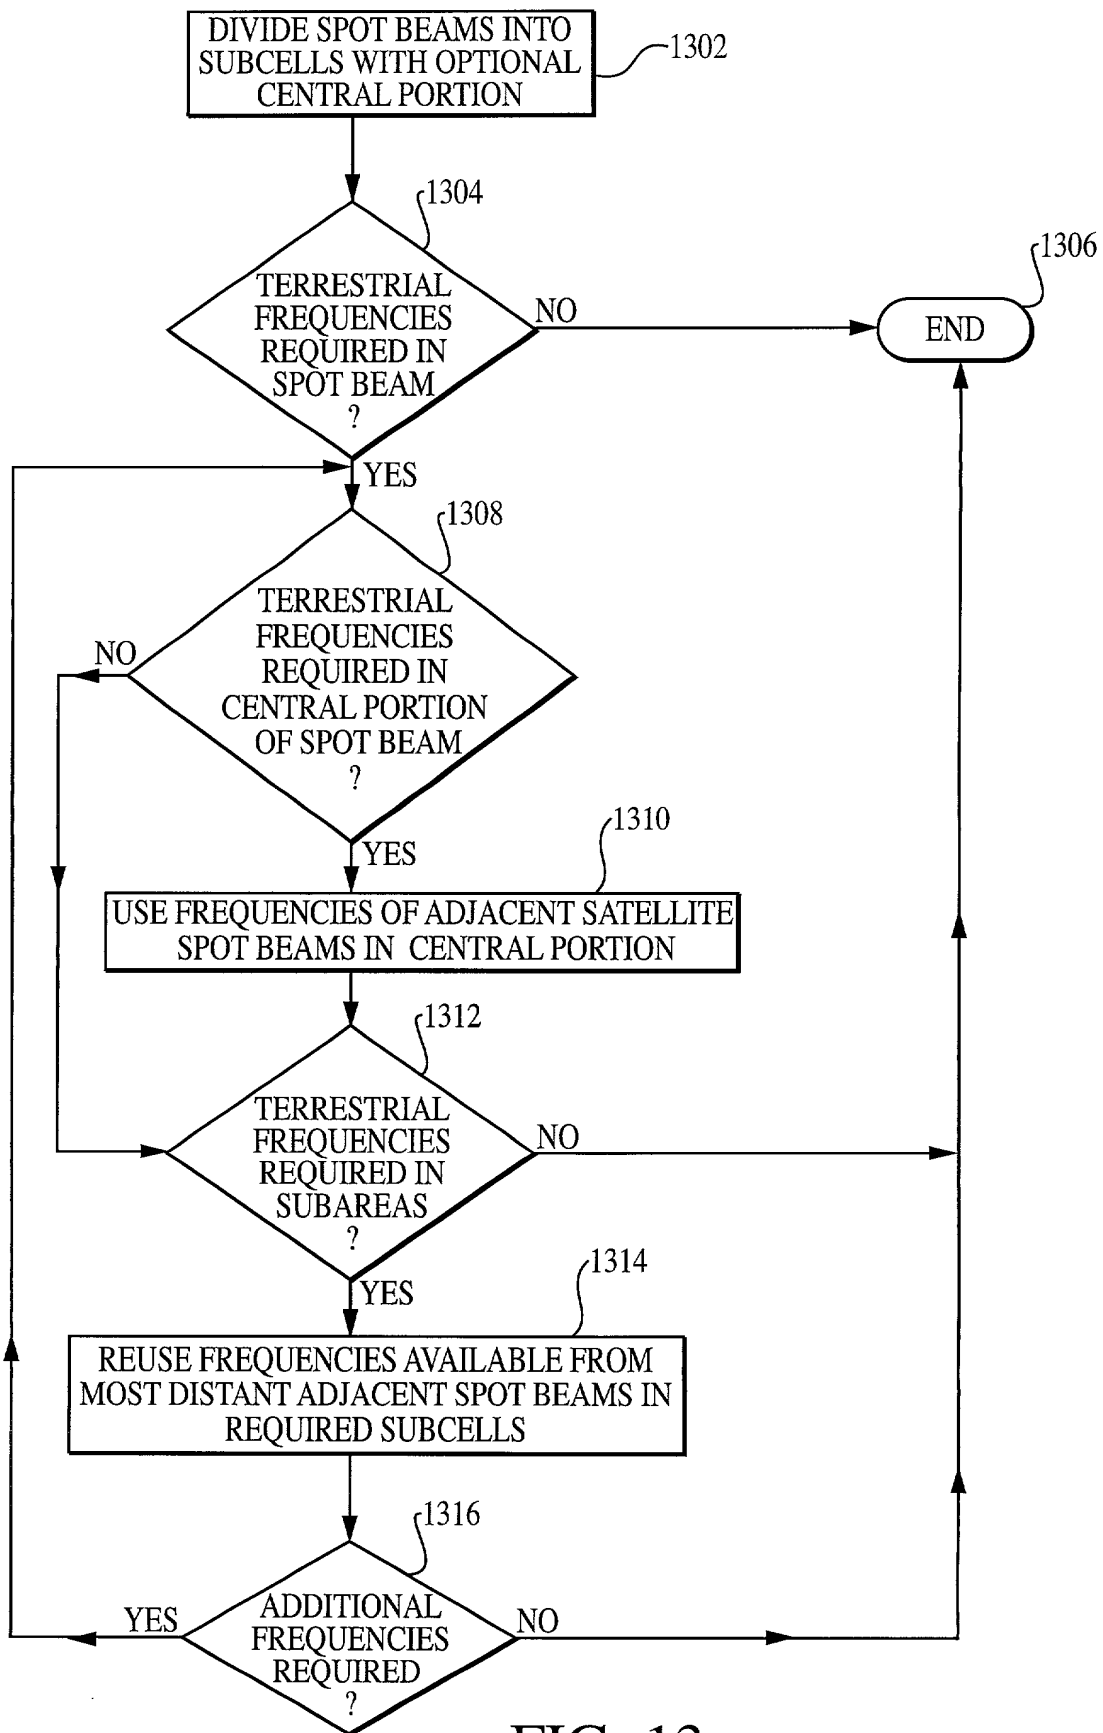 DIVIDE SPOT BEAMS INTO
SUBCELLS WITH OPTIONAL
CENTRAL PORTION
1302
1304
TERRESTRIAL
FREQUENCIES
REQUIRED IN
SPOT BEAM
?
NO
1306
END
YES
1308
TERRESTRIAL
FREQUENCIES
REQUIRED IN
CENTRAL PORTION
OF SPOT BEAM
?
NO
YES
1310
USE FREQUENCIES OF ADJACENT SATELLITE
SPOT BEAMS IN CENTRAL PORTION
1312
TERRESTRIAL
FREQUENCIES
REQUIRED IN
SUBAREAS
?
NO
YES
1314
REUSE FREQUENCIES AVAILABLE FROM
MOST DISTANT ADJACENT SPOT BEAMS IN
REQUIRED SUBCELLS
1316
ADDITIONAL
FREQUENCIES
REQUIRED
?
YES
NO
FIG. 13